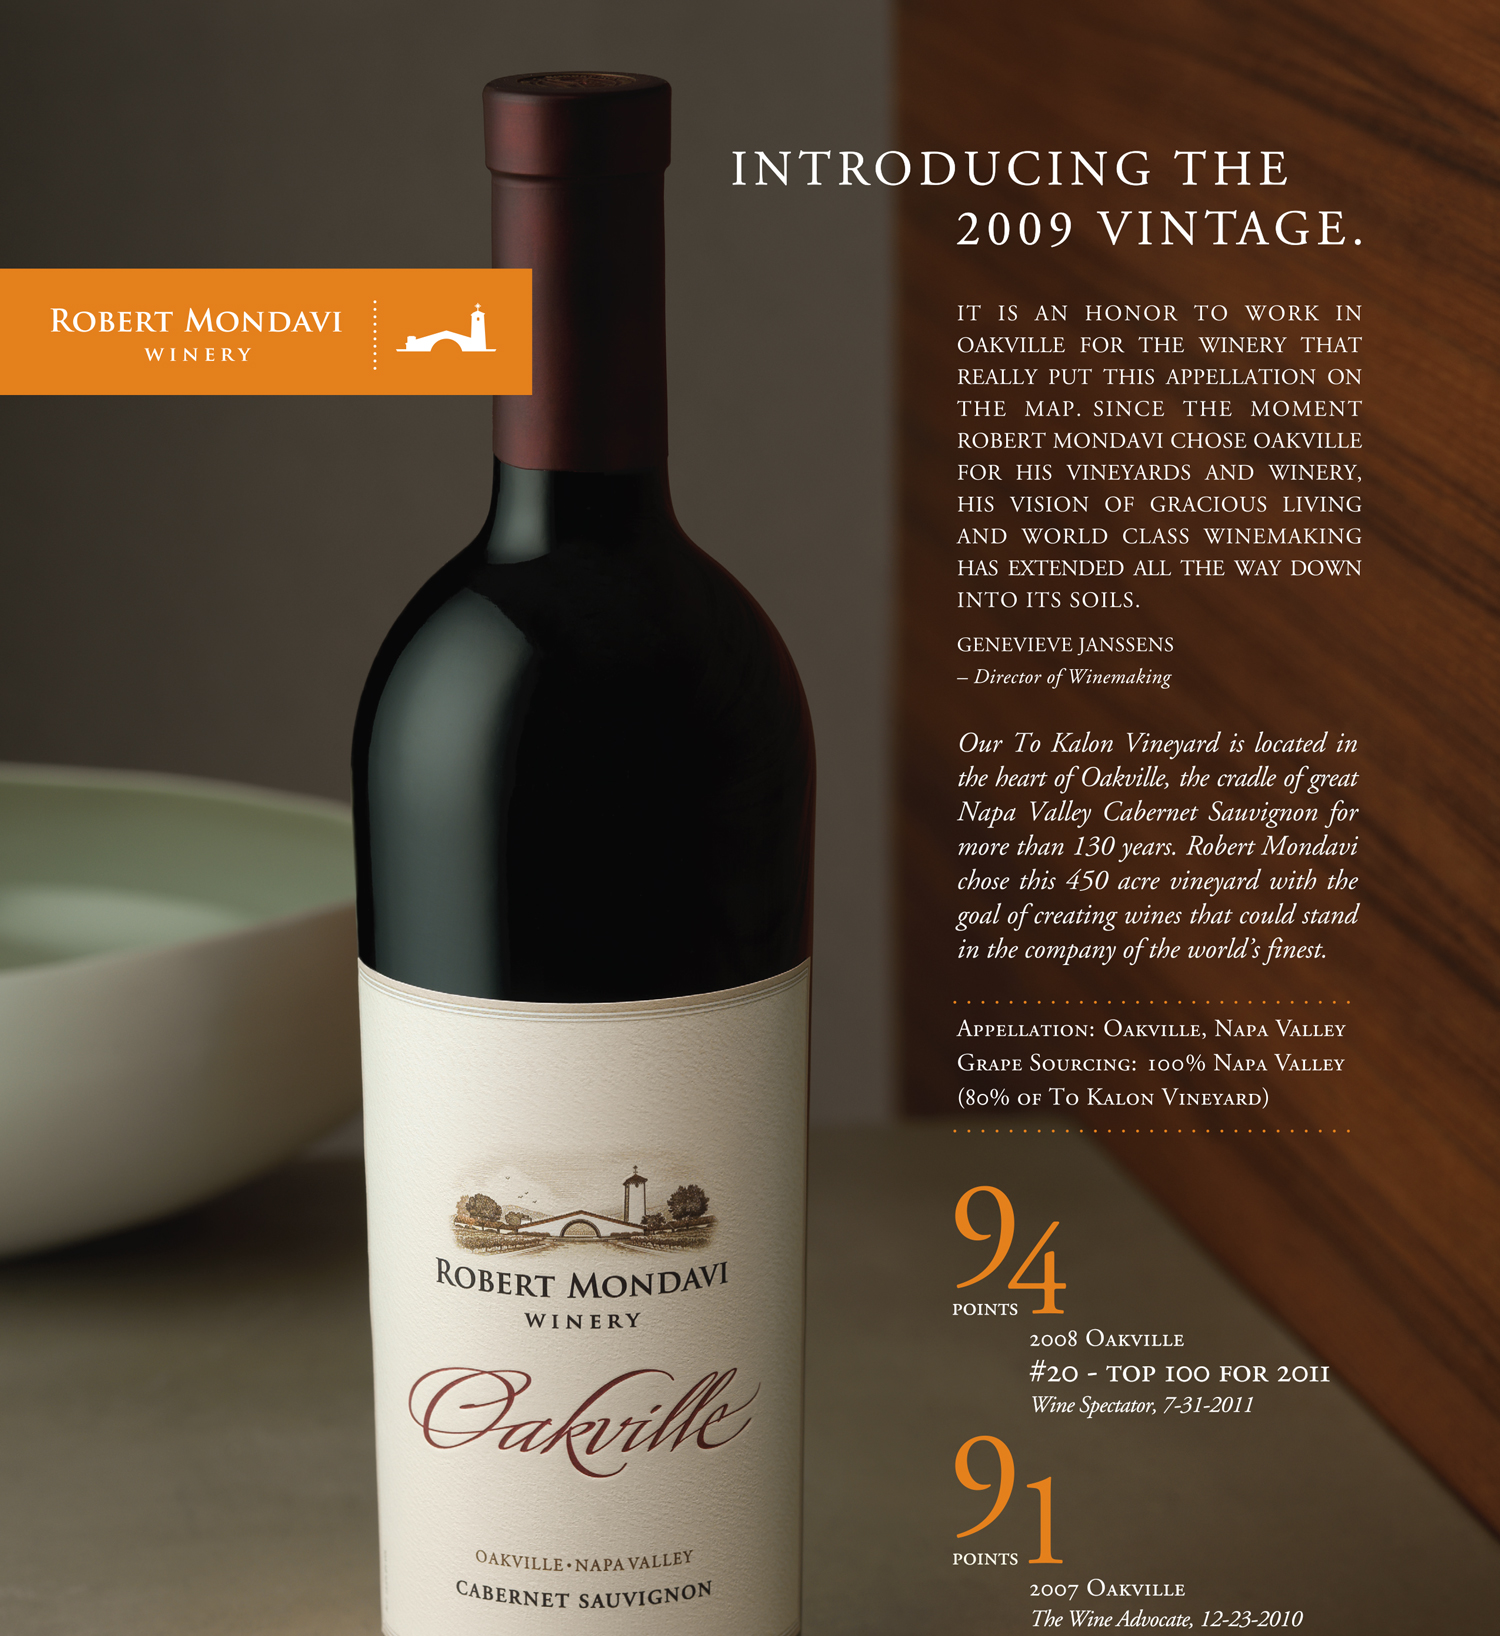 INTRODUCING THE
2009 VINTAGE.
ROBERT MONDAVI
WINERY
IT IS AN HONOR TO WORK IN
OAKVILLE FOR THE WINERY THAT
REALLY PUT THIS APPELLATION ON
THE MAP. SINCE THE MOMENT
ROBERT MONDAVI CHOSE OAKVILLE
FOR HIS VINEYARDS AND WINERY,
HIS VISION OF GRACIOUS LIVING
AND WORLD CLASS WINEMAKING
HAS EXTENDED ALL THE WAY DOWN
INTO ITS SOILS.
GENEVIEVE JANSSENS
– Director of Winemaking
Our To Kalon Vineyard is located in
the heart of Oakville, the cradle of great
Napa Valley Cabernet Sauvignon for
more than 130 years. Robert Mondavi
chose this 450 acre vineyard with the
goal of creating wines that could stand
in the company of the world's finest.
Appellation: Oakville, Napa Valley
Grape Sourcing: 100% Napa Valley
(80% of To Kalon Vineyard)
94
POINTS
2008 Oakville
#20 - TOP 100 FOR 2011
Wine Spectator, 7-31-2011
91
POINTS
2007 Oakville
The Wine Advocate, 12-23-2010
ROBERT MONDAVI
WINERY
Oakville
OAKVILLE • NAPA VALLEY
CABERNET SAUVIGNON